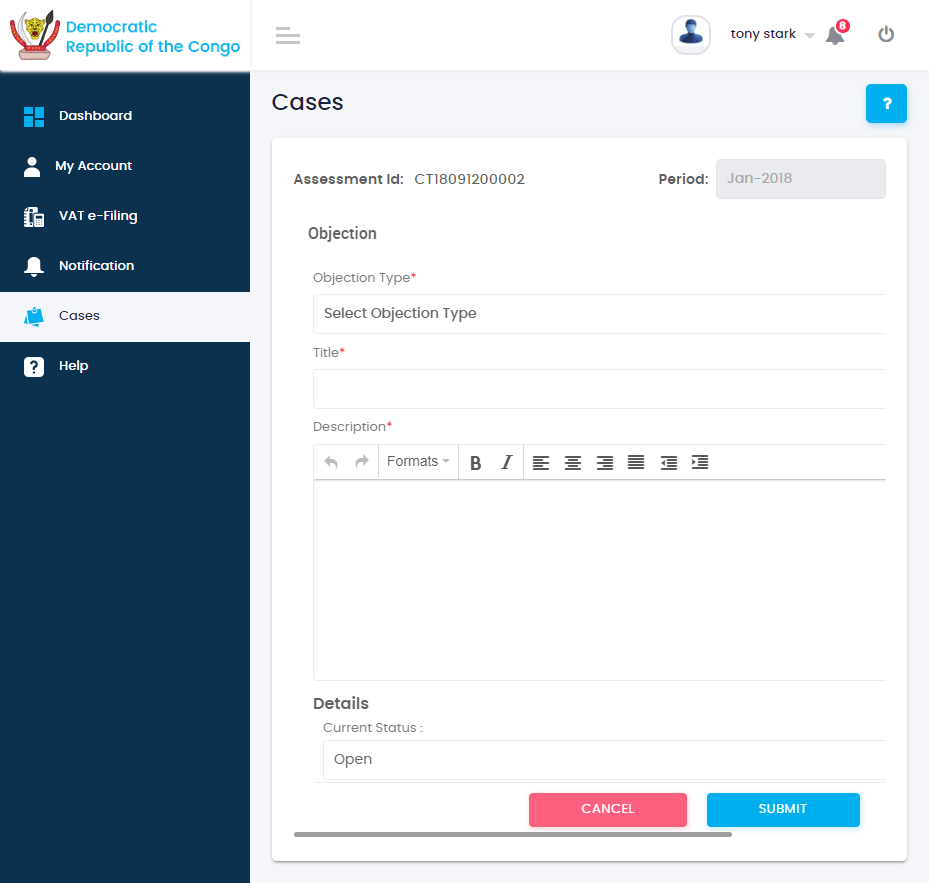 Democratic
Republic of the Congo
tony stark
8
Dashboard
My Account
VAT e-Filing
Notification
Cases
Help
Cases
?
Assessment Id: CT18091200002
Period: Jan-2018
Objection
Objection Type*
Select Objection Type
Title*
Description*
Formats
B I
Details
Current Status :
Open
CANCEL
SUBMIT